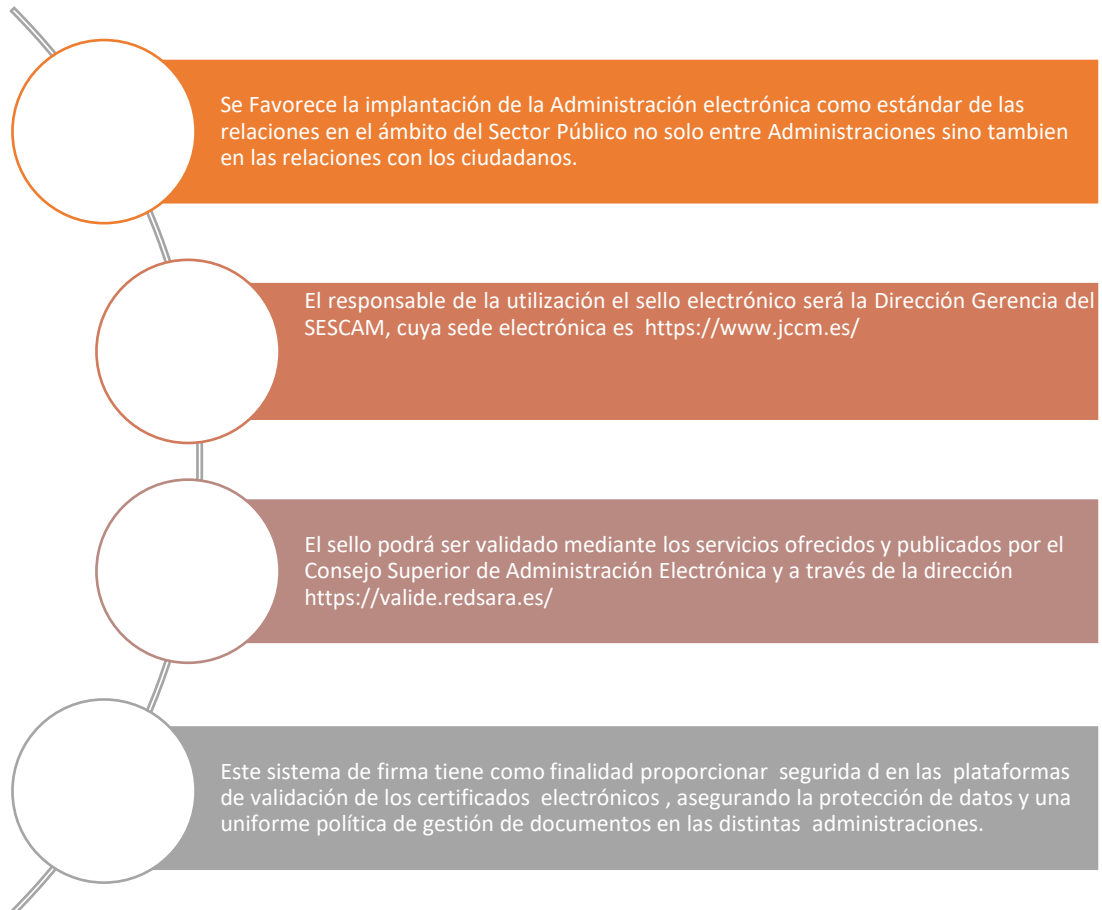 Se Favorece la implantación de la Administración electrónica como estándar de las
relaciones en el ámbito del Sector Público no solo entre Administraciones sino tambien
en las relaciones con los ciudadanos.
El responsable de la utilización el sello electrónico será la Dirección Gerencia del
SESCAM, cuya sede electrónica es https://www.jccm.es/
El sello podrá ser validado mediante los servicios ofrecidos y publicados por el
Consejo Superior de Administración Electrónica y a través de la dirección
https://valide.redsara.es/
Este sistema de firma tiene como finalidad proporcionar segurida d en las plataformas
de validación de los certificados electrónicos , asegurando la protección de datos y una
uniforme política de gestión de documentos en las distintas administraciones.